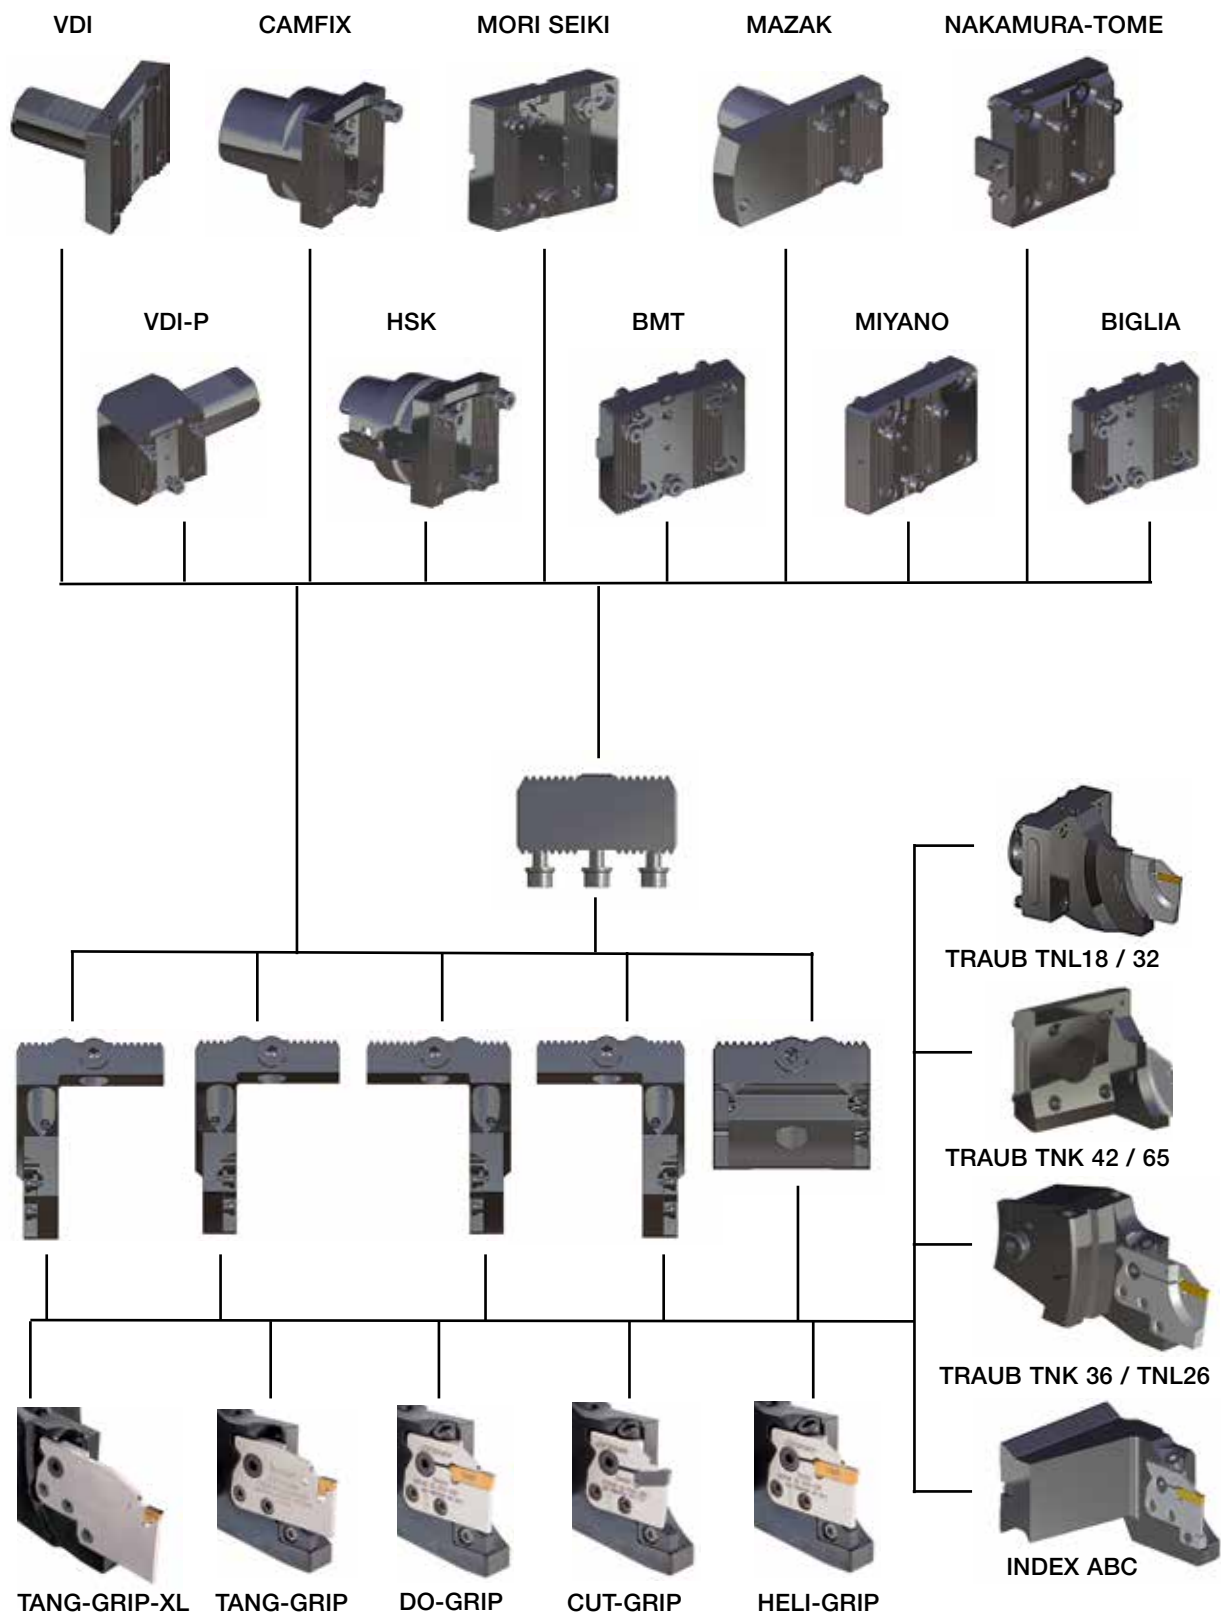 VDI
CAMFIX
MORI SEIKI
MAZAK
NAKAMURA-TOME
VDI-P
HSK
BMT
MIYANO
BIGLIA
TRAUB TNL18 / 32
TRAUB TNK 42 / 65
TRAUB TNK 36 / TNL26
INDEX ABC
TANG-GRIP-XL
TANG-GRIP
DO-GRIP
CUT-GRIP
HELI-GRIP